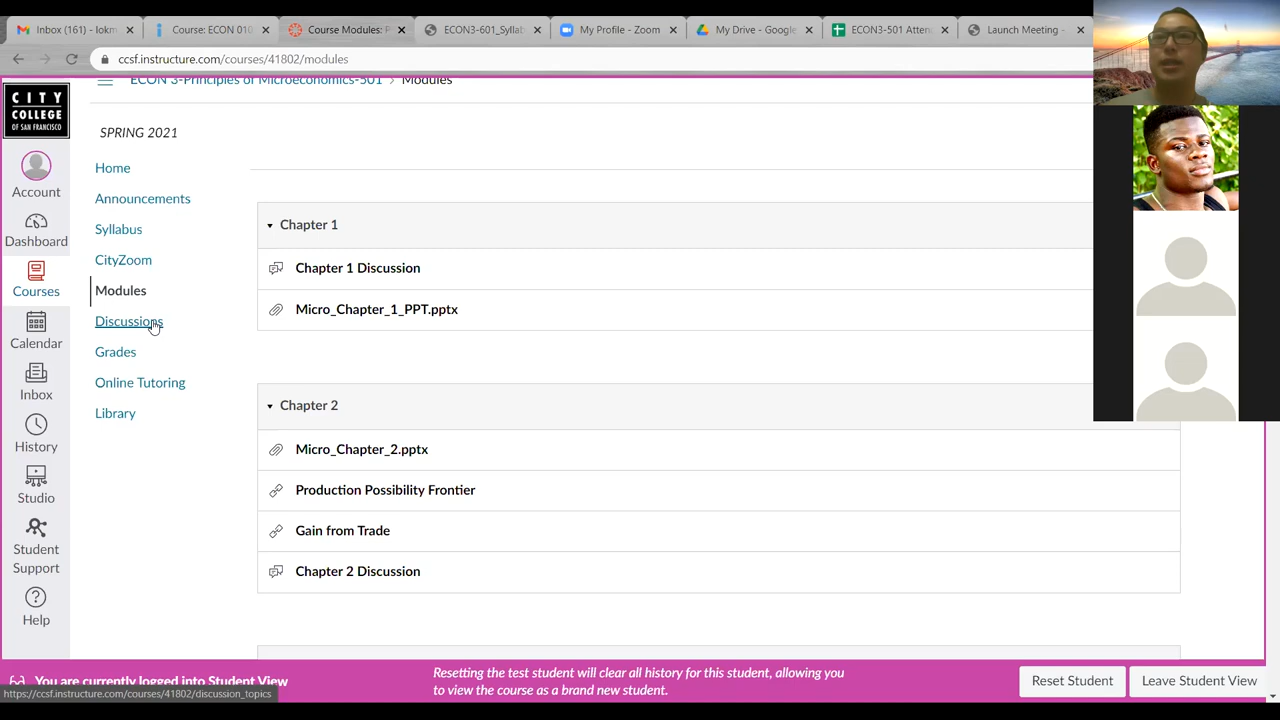 Inbox (161) - lokm
Course: ECON 010
Course Modules: P
ECON3-601_Syllab
My Profile - Zoom
My Drive - Google
ECON3-501 Atten
Launch Meeting -
ccsf.instructure.com/courses/41802/modules
ECON 3-Principles of Microeconomics-501 > Modules
CITY
COLLEGE
OF SAN FRANCISCO
Account
Dashboard
Courses
Calendar
Inbox
History
Studio
Student
Support
Help
SPRING 2021
Home
Announcements
Syllabus
CityZoom
Modules
Discussions
Grades
Online Tutoring
Library
Chapter 1
Chapter 1 Discussion
Micro_Chapter_1_PPT.pptx
Chapter 2
Micro_Chapter_2.pptx
Production Possibility Frontier
Gain from Trade
Chapter 2 Discussion
You are currently logged into Student View
Resetting the test student will clear all history for this student, allowing you
to view the course as a brand new student.
Reset Student
Leave Student View
https://ccsf.instructure.com/courses/41802/discussion_topics